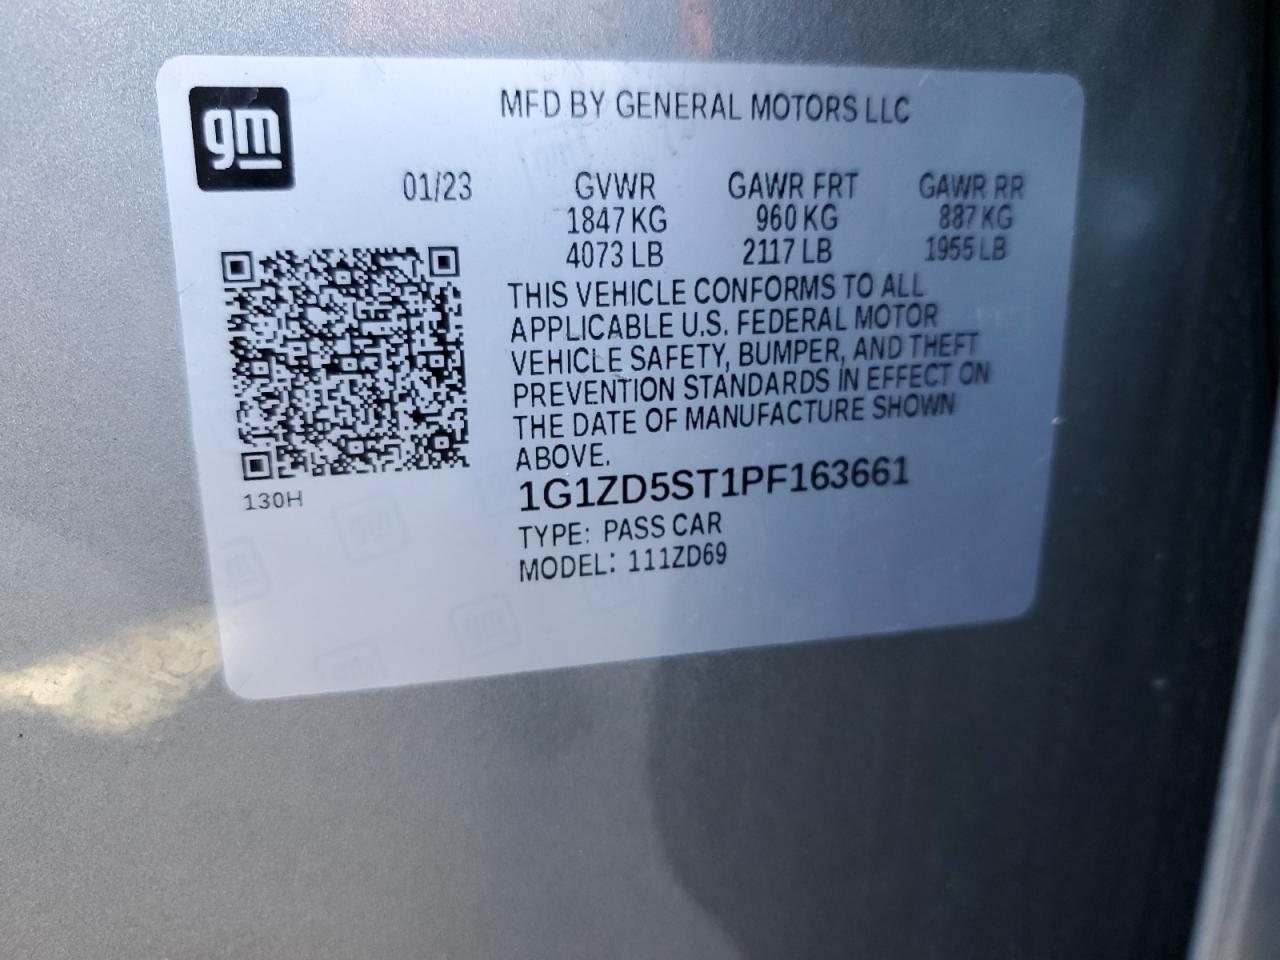 gm
MFD BY GENERAL MOTORS LLC
01/23 GVWR GAWR FRT GAWR RR
1847 KG 960 KG 887 KG
4073 LB 2117 LB 1955 LB
THIS VEHICLE CONFORMS TO ALL
APPLICABLE U.S. FEDERAL MOTOR
VEHICLE SAFETY, BUMPER, AND THEFT
PREVENTION STANDARDS IN EFFECT ON
THE DATE OF MANUFACTURE SHOWN
ABOVE.
130H
1G1ZD5ST1PF163661
TYPE: PASS CAR
MODEL: 111ZD69